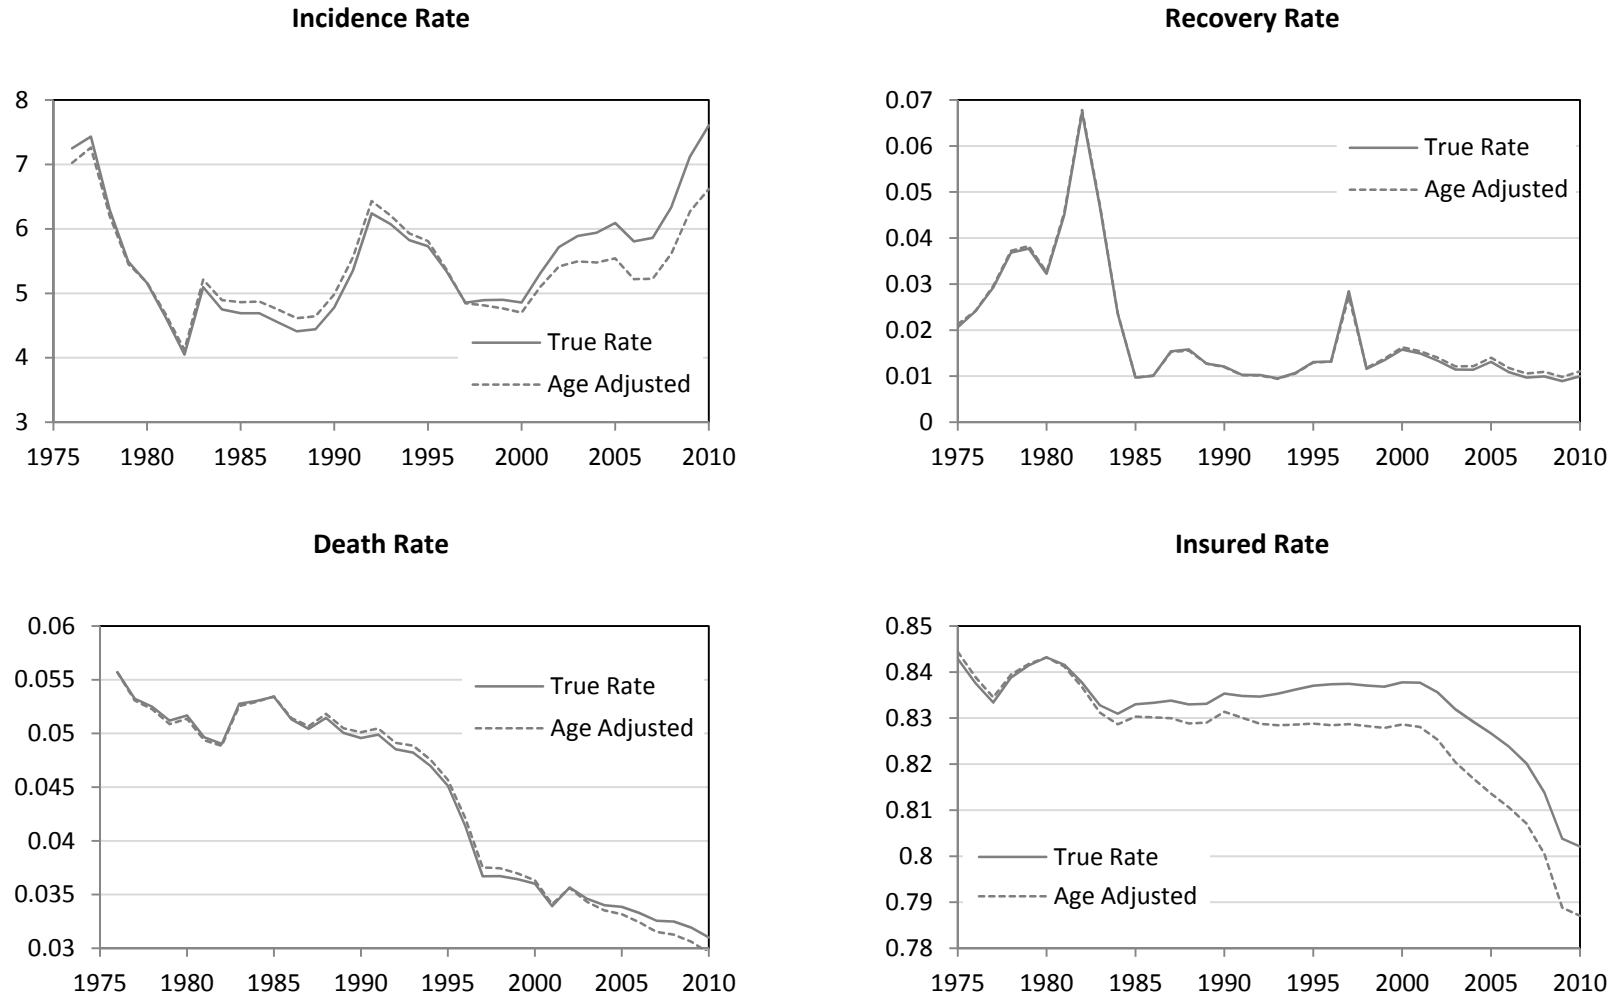 Incidence Rate
8
7
6
5
4
3
1975 1980 1985 1990 1995 2000 2005 2010
True Rate
Age Adjusted
Recovery Rate
0.07
0.06
0.05
0.04
0.03
0.02
0.01
0
1975 1980 1985 1990 1995 2000 2005 2010
True Rate
Age Adjusted
Death Rate
0.06
0.055
0.05
0.045
0.04
0.035
0.03
1975 1980 1985 1990 1995 2000 2005 2010
True Rate
Age Adjusted
Insured Rate
0.85
0.84
0.83
0.82
0.81
0.8
0.79
0.78
1975 1980 1985 1990 1995 2000 2005 2010
True Rate
Age Adjusted